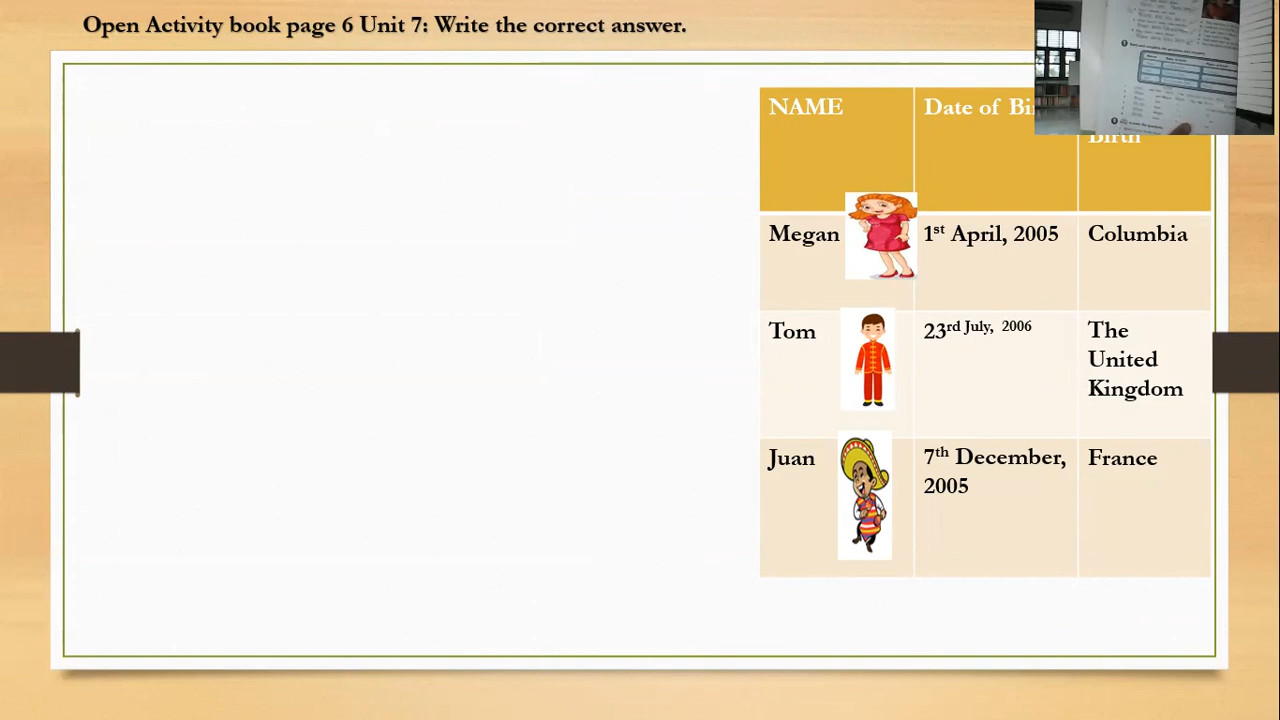 Open Activity book page 6 Unit 7: Write the correct answer.
NAME
Date of
Birth
Megan
1st April, 2005
Columbia
Tom
23rd July, 2006
The
United
Kingdom
Juan
7th December,
2005
France